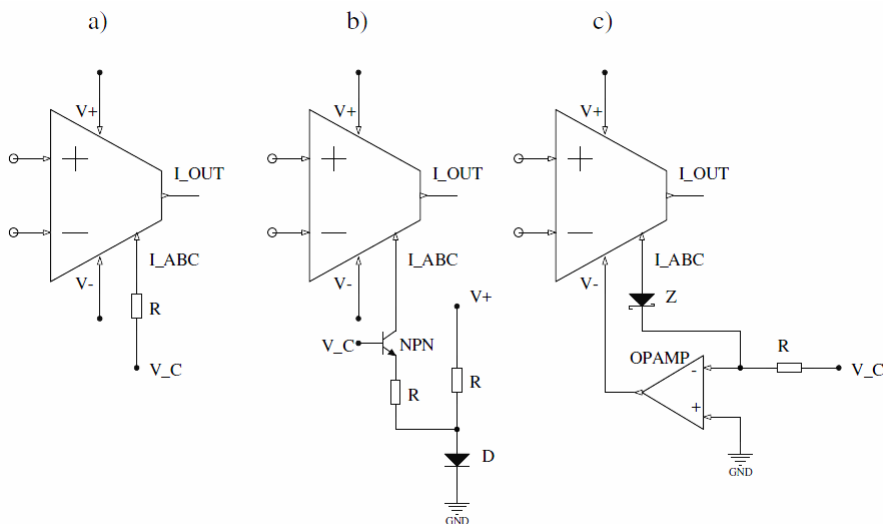 a)
V+
+
−
I_OUT
I_ABC
V-
R
V_C
b)
V+
+
−
I_OUT
I_ABC
V-
V+
V_C
NPN
R
R
D
GND
c)
V+
+
−
I_OUT
I_ABC
V-
Z
OPAMP
-
+
R
V_C
GND